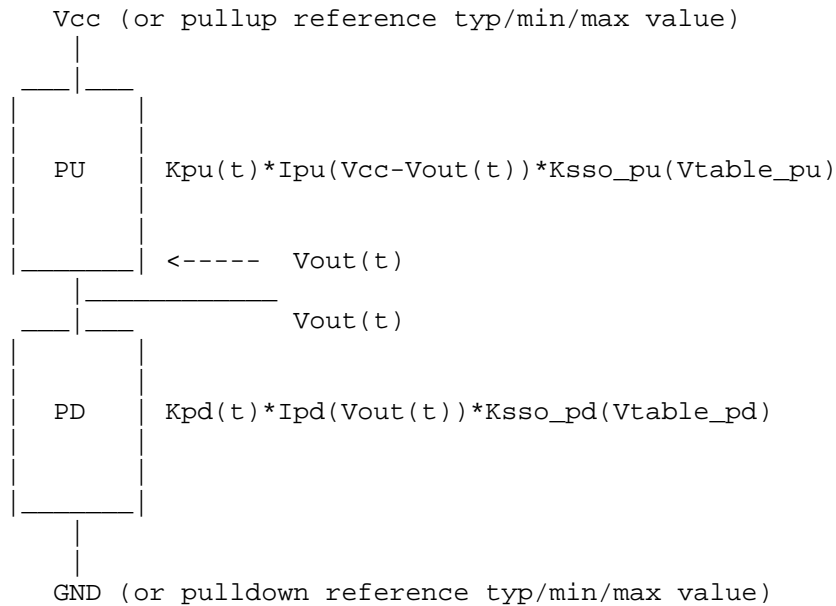 Vcc (or pullup reference typ/min/max value)
PU Kpu(t)*Ipu(Vcc-Vout(t))*Ksso_pu(Vtable_pu)
<----- Vout(t)
Vout(t)
PD Kpd(t)*Ipd(Vout(t))*Ksso_pd(Vtable_pd)
GND (or pulldown reference typ/min/max value)